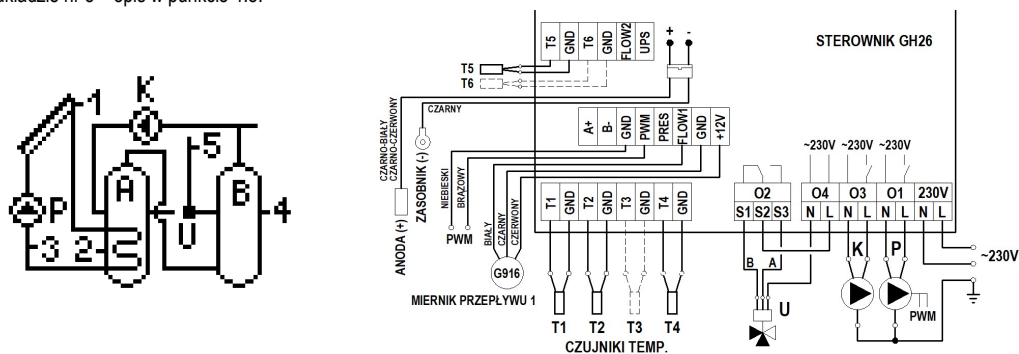 układzie nr 8 – opis w punkcie 4.8.
K
1
5
A
B
P
U
4
3
2
STEROWNIK GH26
T5 GND T6 GND FLOW2 UPS
+ -
T5
T6
CZARNY
CZARNO-BIAŁY
CZARNO-CZERWONY
ZASOBNIK (-)
ANODA (+)
A+ B- GND PWM PRES FLOW1 GND +12V
NIEBIESKI
BRĄZOWY
PWM
BIAŁY
CZARNY
CZERWONY
G916
MIERNIK PRZEPŁYWU 1
T1 GND T2 GND T3 GND T4 GND
T1 T2 T3 T4
CZUJNIKI TEMP.
~230V ~230V ~230V
O2 O4 O3 O1 230V
S1 S2 S3 N L N L N L N L
B A
U
K
P
PWM
~230V